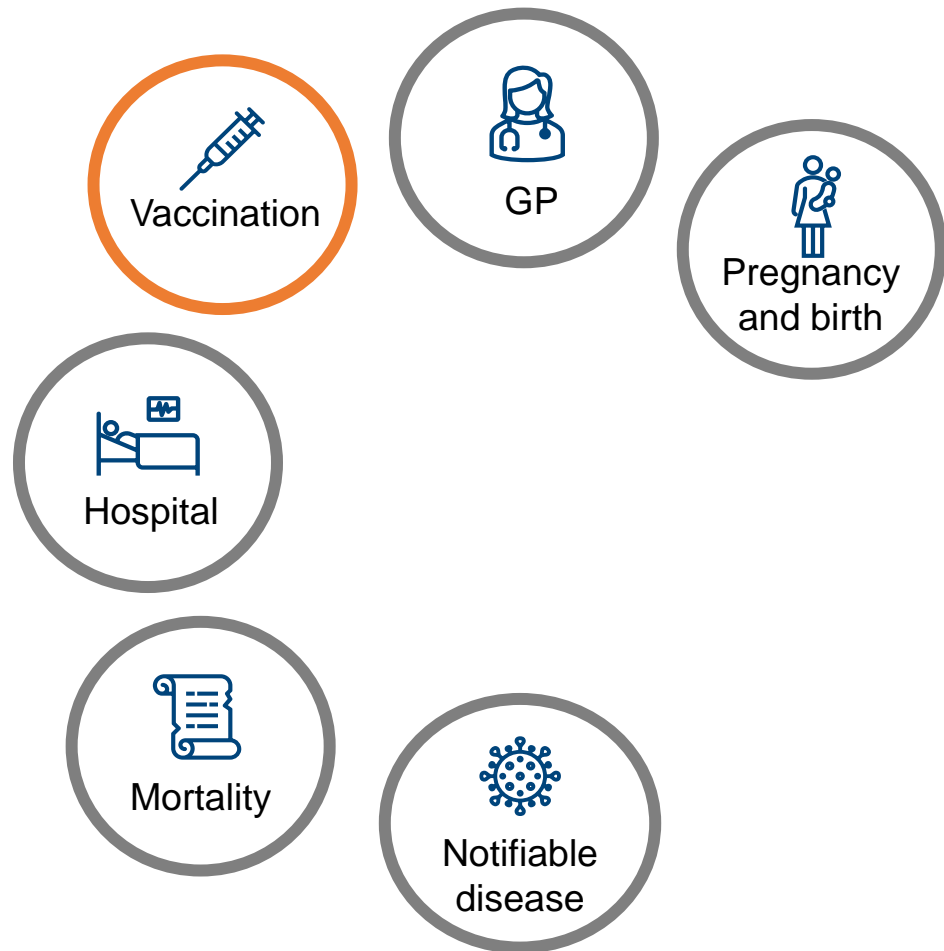 Vaccination
GP
Pregnancy
and birth
Hospital
Mortality
Notifiable
disease